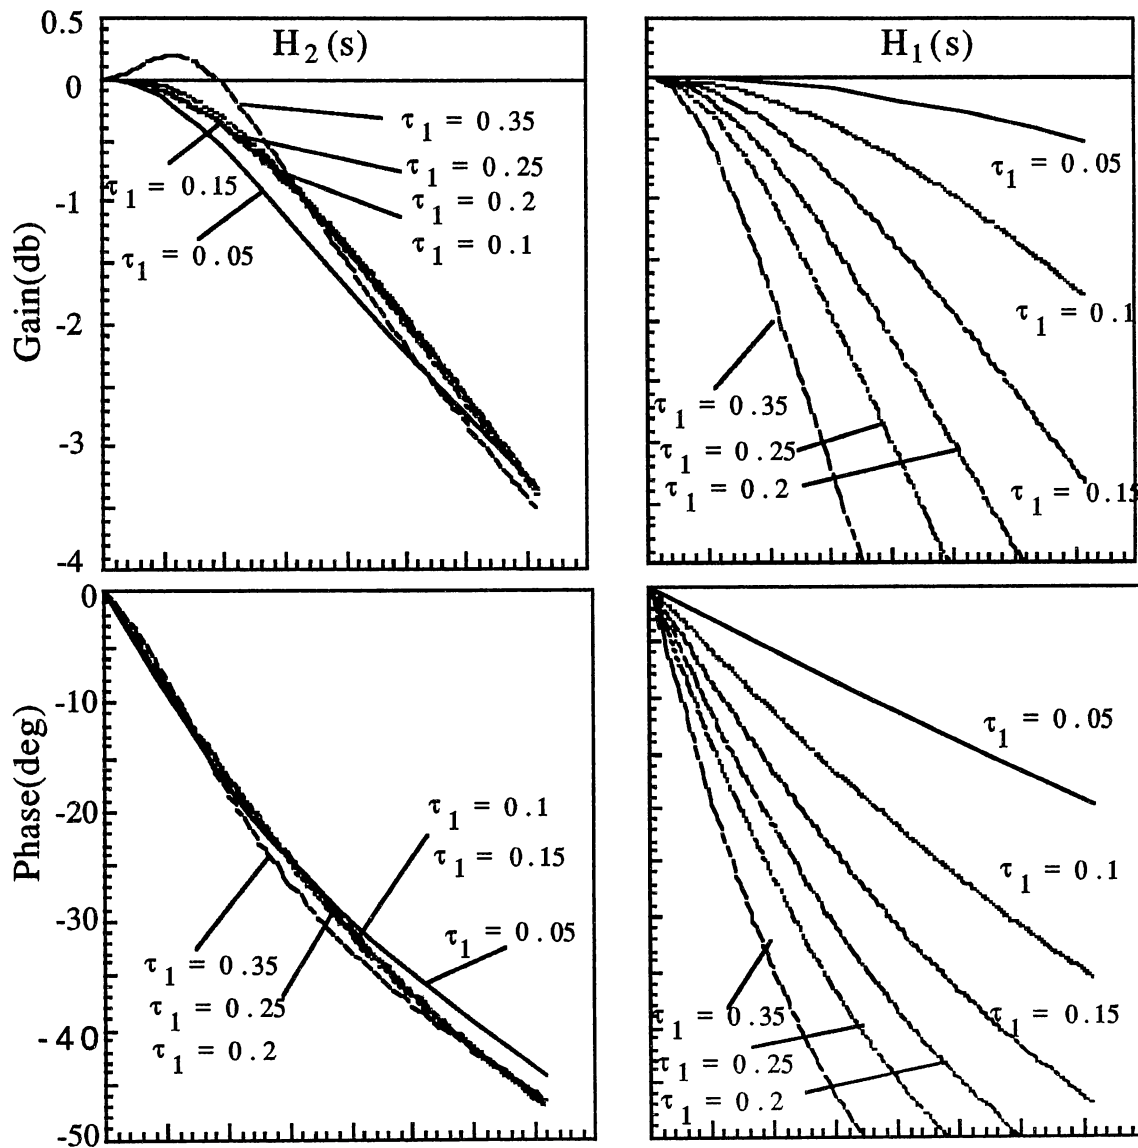 0.5
H2 (s)
H1 (s)
0
τ1 = 0.35
τ1 = 0.25
τ1 = 0.15
τ1 = 0.2
τ1 = 0.1
τ1 = 0.05
-1
-2
-3
-4
Gain(db)
τ1 = 0.05
τ1 = 0.1
τ1 = 0.35
τ1 = 0.25
τ1 = 0.2
τ1 = 0.15
0
-10
-20
-30
-40
-50
Phase(deg)
τ1 = 0.1
τ1 = 0.15
τ1 = 0.05
τ1 = 0.35
τ1 = 0.25
τ1 = 0.2
τ1 = 0.05
τ1 = 0.1
τ1 = 0.15
τ1 = 0.35
τ1 = 0.25
τ1 = 0.2